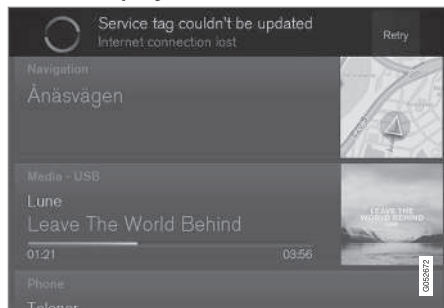 Service tag couldn't be updated
Internet connection lost
Retry
Navigation
Ånäsvägen
Media - USB
Lune
Leave The World Behind
01:21
03:56
LEAVE THE
WORLD BEHIND
Phone
Telenor
G052672